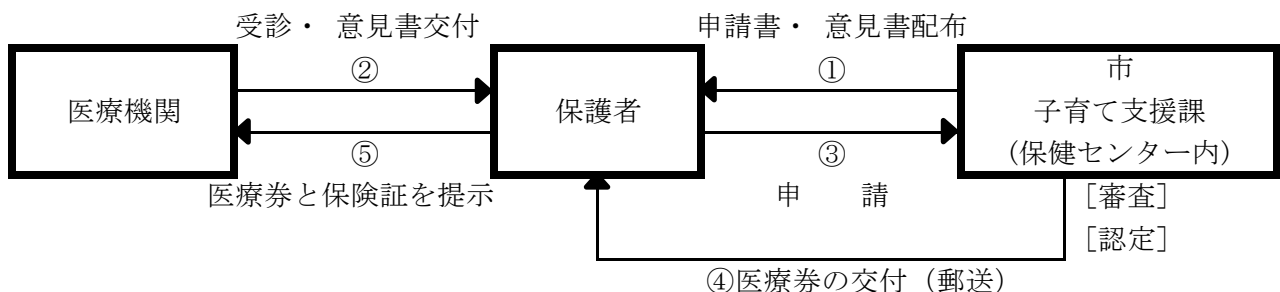 受診・ 意見書交付
申請書・ 意見書配布
②
①
医療機関
保護者
市
子育て支援課
(保健センター内)
⑤
③
医療券と保険証を提示
申 請
[審査]
[認定]
④医療券の交付(郵送)